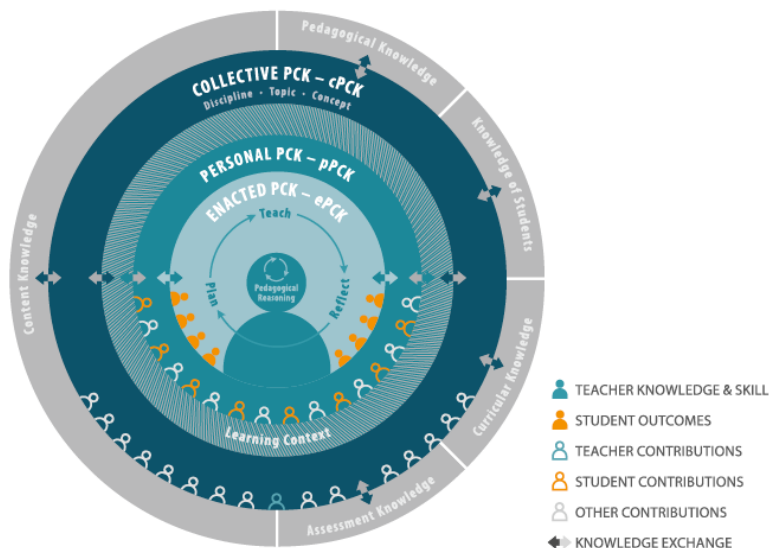 Pedagogical Knowledge
COLLECTIVE PCK – cPCK
Discipline · Topic · Concept
Knowledge of Students
PERSONAL PCK – pPCK
ENACTED PCK – ePCK
Teach
Content Knowledge
Plan
Pedagogical
Reasoning
Reflect
Curricular Knowledge
Learning Context
Assessment Knowledge
TEACHER KNOWLEDGE & SKILL
STUDENT OUTCOMES
TEACHER CONTRIBUTIONS
STUDENT CONTRIBUTIONS
OTHER CONTRIBUTIONS
KNOWLEDGE EXCHANGE